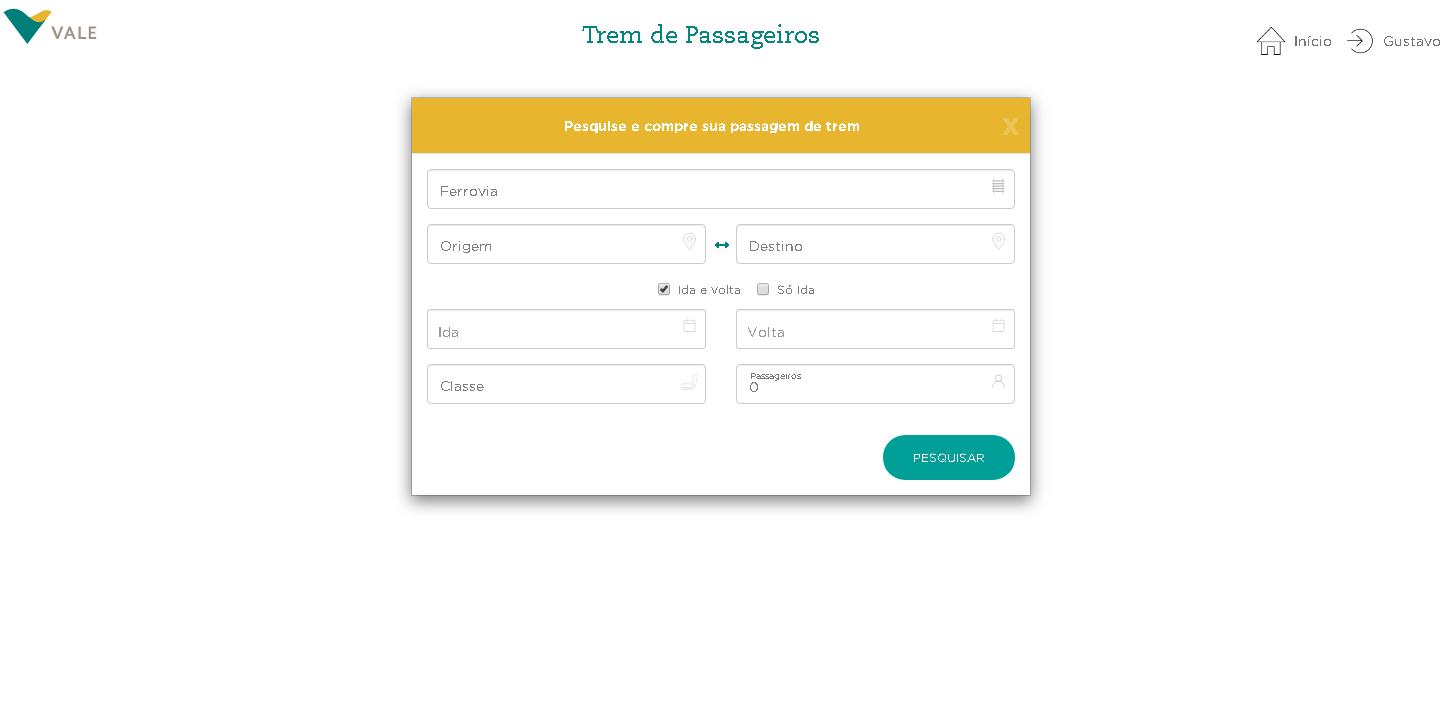 VALE
Trem de Passageiros
Início
Gustavo
Pesquise e compre sua passagem de trem
X
Ferrovia
Origem
Destino
Ida e Volta
Só Ida
Ida
Volta
Classe
Passageiros
0
PESQUISAR